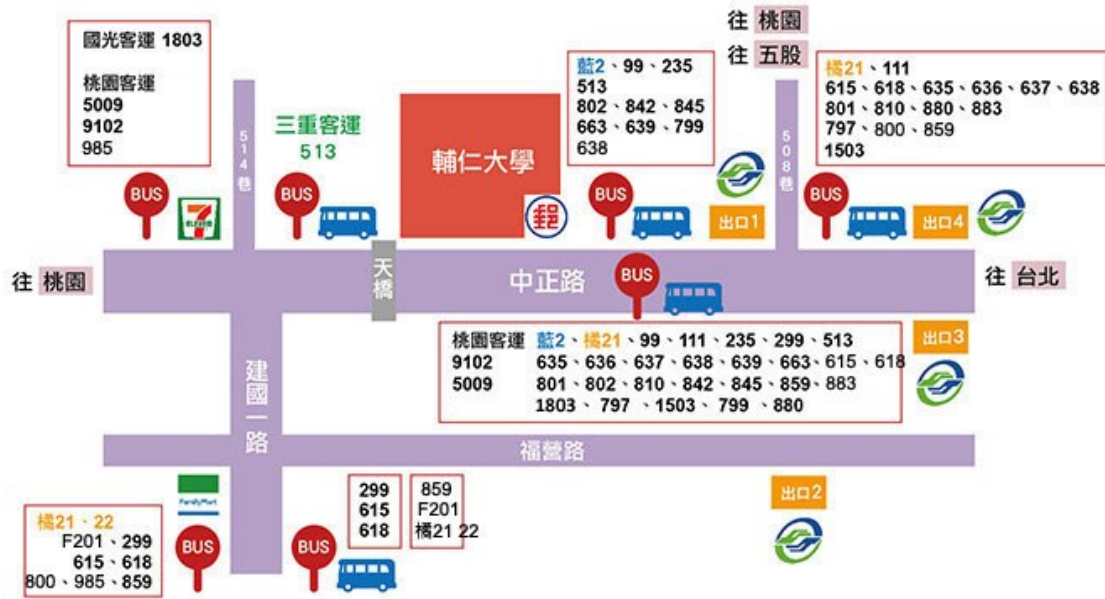 往 桃園
往 五股
國光客運 1803
桃園客運
5009
9102
985
514巷
三重客運
513
輔仁大學
郵
藍2、99、235
513
802、842、845
663、639、799
638
508巷
橘21、111
615、618、635、636、637、638
801、810、880、883
797、800、859
1503
BUS
7
ELEVEn
BUS
BUS
出口1
BUS
出口4
往 桃園
天橋
中正路
BUS
往 台北
桃園客運 藍2、橘21、99、111、235、299、513
9102 635、636、637、638、639、663、615、618
5009 801、802、810、842、845、859、883
1803、797、1503、799、880
出口3
建國一路
福營路
FamilyMart
橘21、22
F201、299
615、618
800、985、859
BUS
BUS
299
615
618
859
F201
橘21 22
出口2